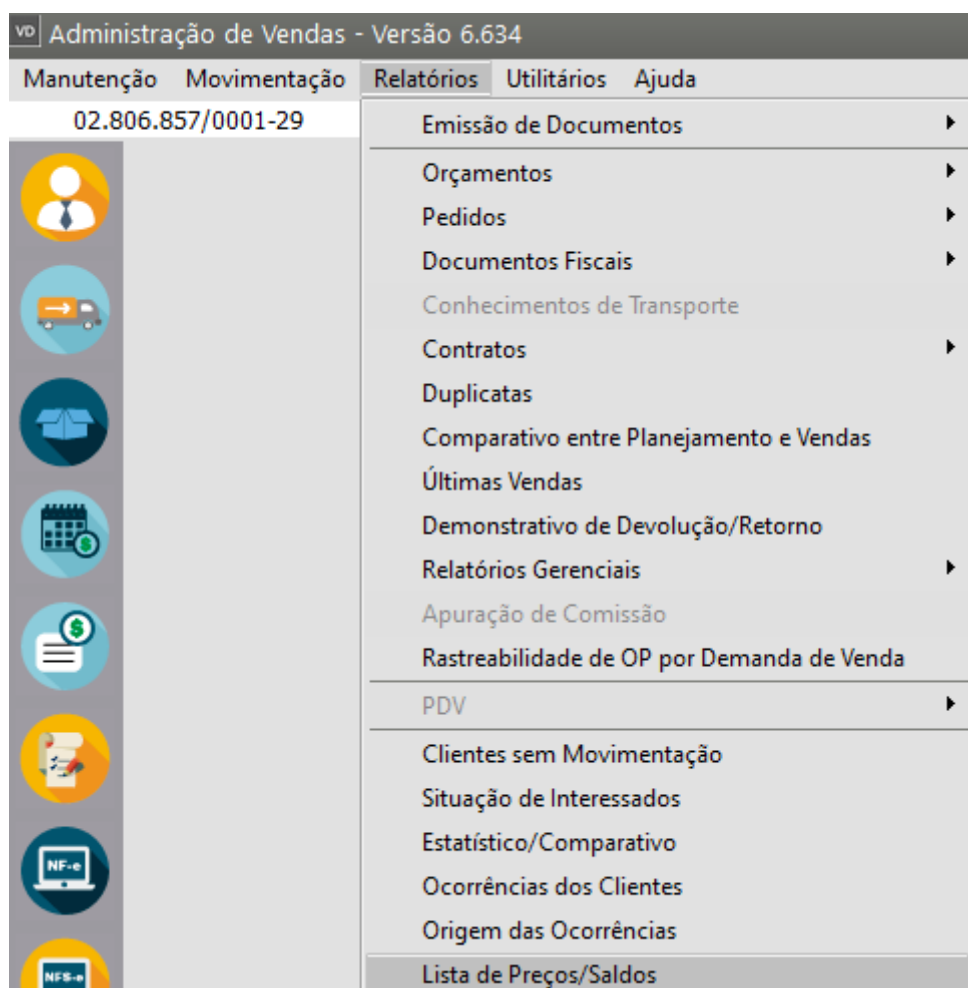 VD Administração de Vendas - Versão 6.634
Manutenção Movimentação Relatórios Utilitários Ajuda
02.806.857/0001-29
Emissão de Documentos
Orçamentos
Pedidos
Documentos Fiscais
Conhecimentos de Transporte
Contratos
Duplicatas
Comparativo entre Planejamento e Vendas
Últimas Vendas
Demonstrativo de Devolução/Retorno
Relatórios Gerenciais
Apuração de Comissão
Rastreabilidade de OP por Demanda de Venda
PDV
Clientes sem Movimentação
Situação de Interessados
Estatístico/Comparativo
NF-e
Ocorrências dos Clientes
Origem das Ocorrências
NFS-e
Lista de Preços/Saldos